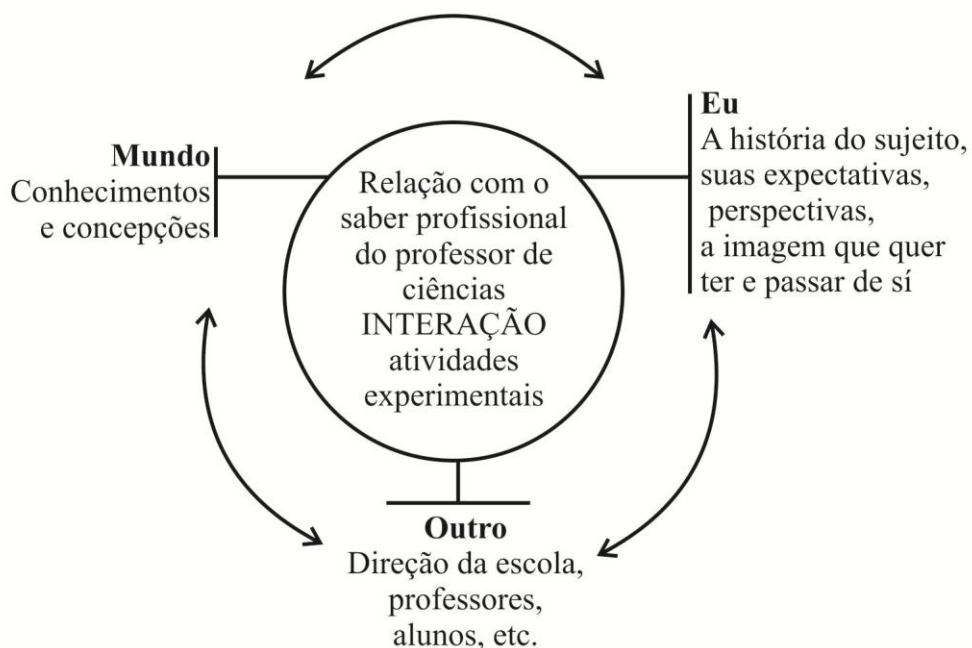 Mundo
Conhecimentos
e concepções
Relação com o
saber profissional
do professor de
ciências
INTERAÇÃO
atividades
experimentais
Eu
A história do sujeito,
suas expectativas,
perspectivas,
a imagem que quer
ter e passar de sí
Outro
Direção da escola,
professores,
alunos, etc.